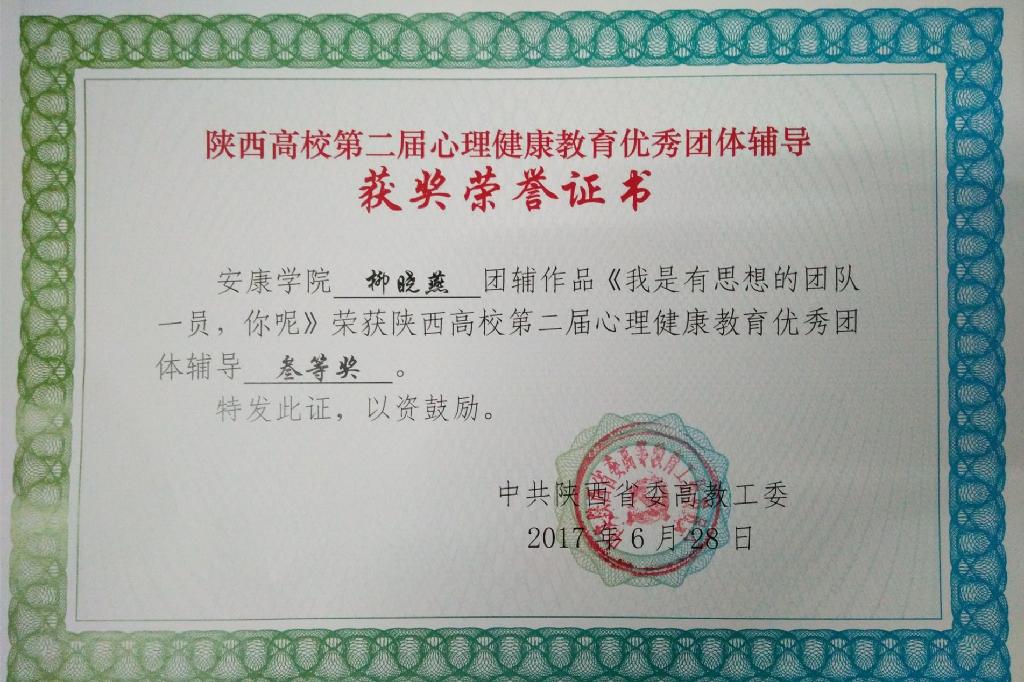 陕西高校第二届心理健康教育优秀团体辅导
获奖荣誉证书
安康学院 柳晓燕 团辅作品《我是有思想的团队
一员，你呢》荣获陕西高校第二届心理健康教育优秀团
体辅导 叁等奖 。
特发此证，以资鼓励。
中共陕西省委高教工委
2017 年 6 月 28 日